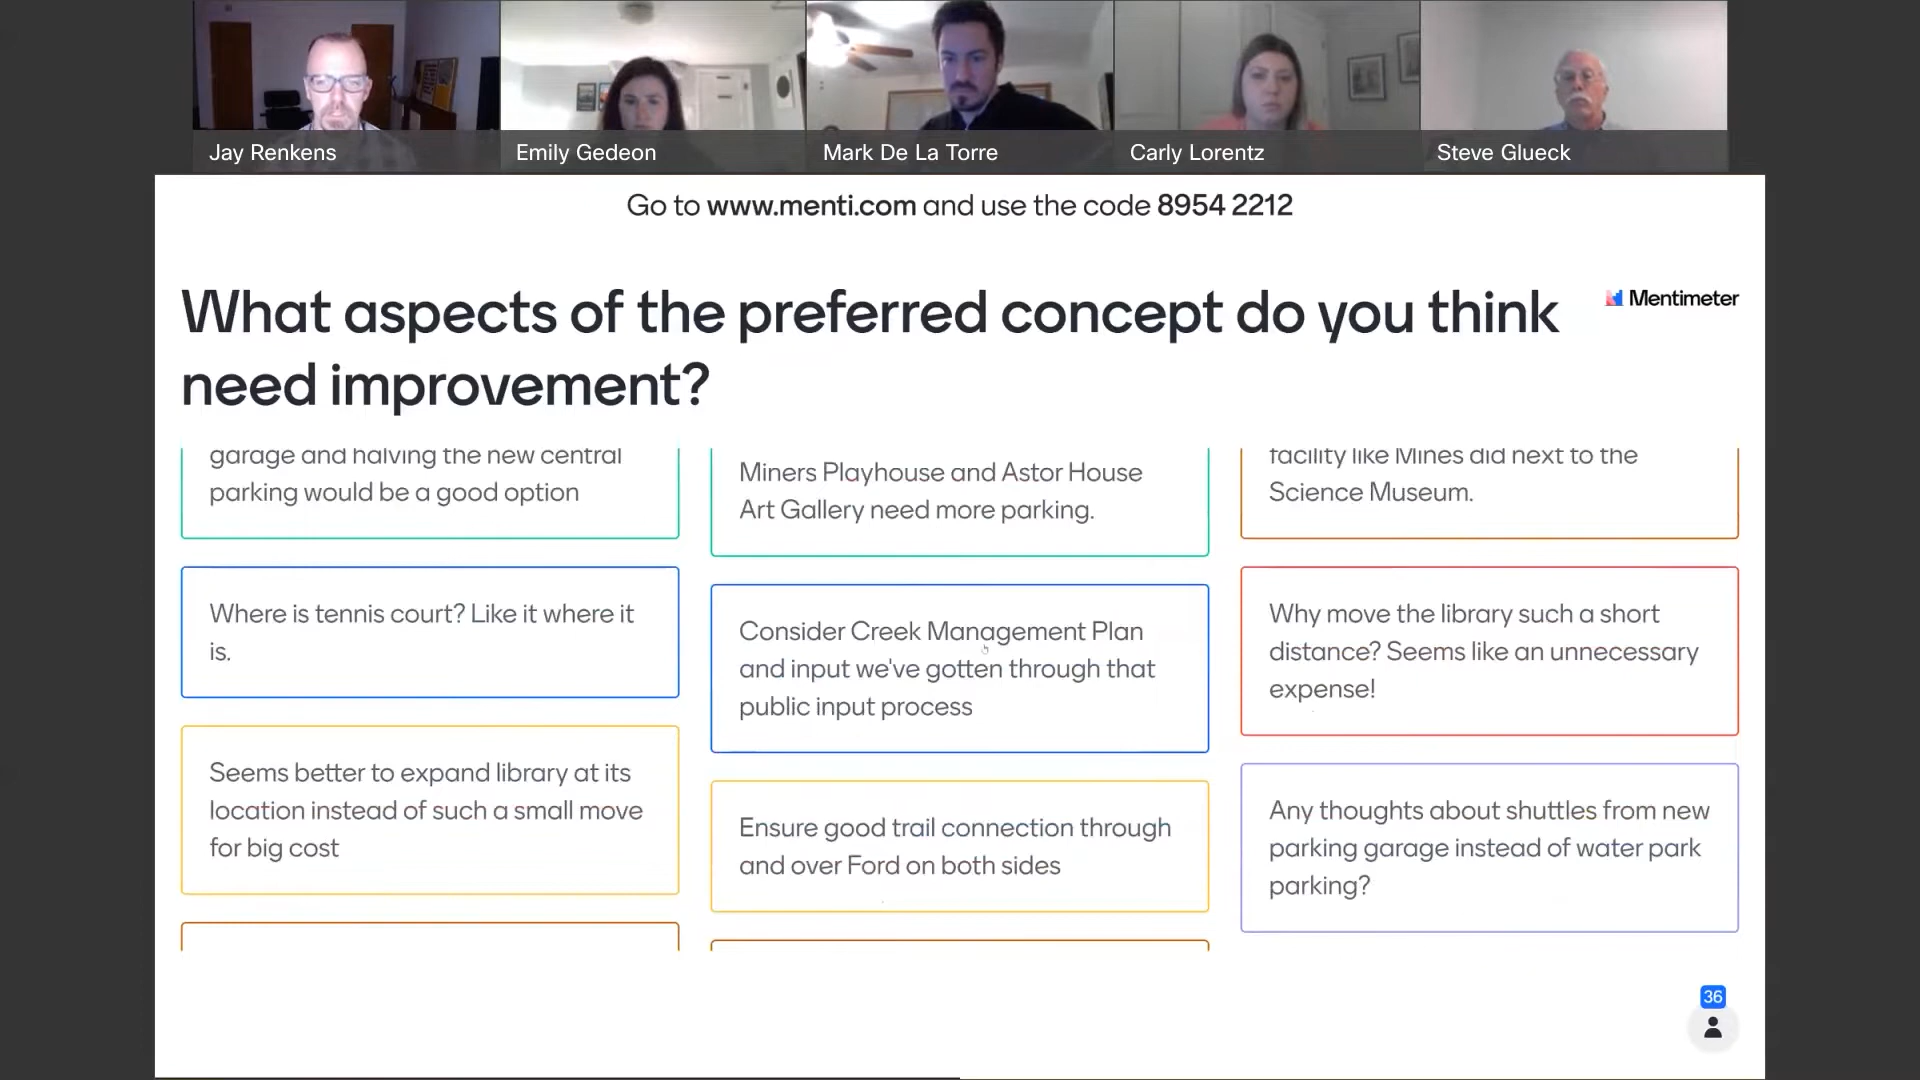 Jay Renkens
Emily Gedeon
Mark De La Torre
Carly Lorentz
Steve Glueck
Go to www.menti.com and use the code 8954 2212
What aspects of the preferred concept do you think
need improvement?
Mentimeter
garage and halving the new central
parking would be a good option
Where is tennis court? Like it where it
is.
Seems better to expand library at its
location instead of such a small move
for big cost
Miners Playhouse and Astor House
Art Gallery need more parking.
Consider Creek Management Plan
and input we've gotten through that
public input process
Ensure good trail connection through
and over Ford on both sides
facility like Mines did next to the
Science Museum.
Why move the library such a short
distance? Seems like an unnecessary
expense!
Any thoughts about shuttles from new
parking garage instead of water park
parking?
36